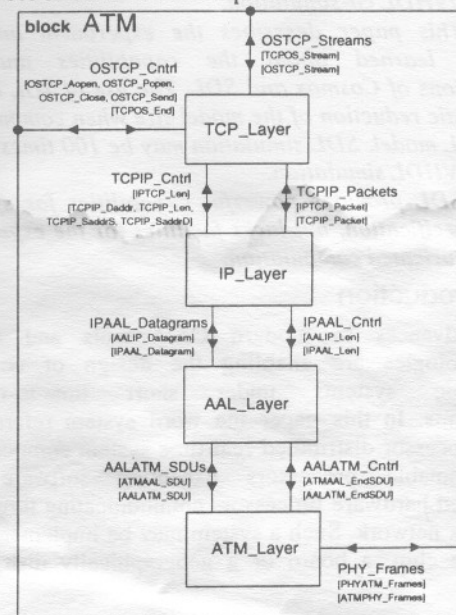 block ATM
OSTCP_Streams
[TCPOS_Stream]
[OSTCP_Stream]
OSTCP_Cntrl
[OSTCP_Aopen, OSTCP_Popen,
OSTCP_Close, OSTCP_Send]
[TCPOS_End]
TCP_Layer
TCPIP_Cntrl
[IPTCP_Len]
[TCPIP_Daddr, TCPIP_Len,
TCPIP_SaddrS, TCPIP_SaddrD]
TCPIP_Packets
[IPTCP_Packet]
[TCPIP_Packet]
IP_Layer
IPAAL_Datagrams
[AALIP_Datagram]
[IPAAL_Datagram]
IPAAL_Cntrl
[AALIP_Len]
[IPAAL_Len]
AAL_Layer
AALATM_SDUs
[ATMAAL_SDU]
[AALATM_SDU]
AALATM_Cntrl
[ATMAAL_EndSDU]
[AALATM_EndSDU]
ATM_Layer
PHY_Frames
[PHYATM_Frames]
[ATMPHY_Frames]